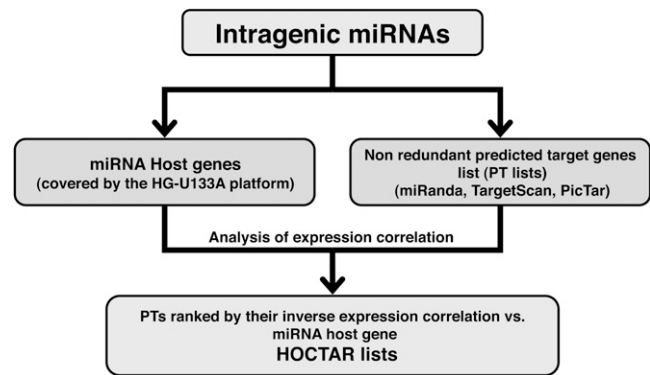 Intragenic miRNAs
miRNA Host genes
(covered by the HG-U133A platform)
Non redundant predicted target genes
list (PT lists)
(miRanda, TargetScan, PicTar)
Analysis of expression correlation
PTs ranked by their inverse expression correlation vs.
miRNA host gene
HOCTAR lists